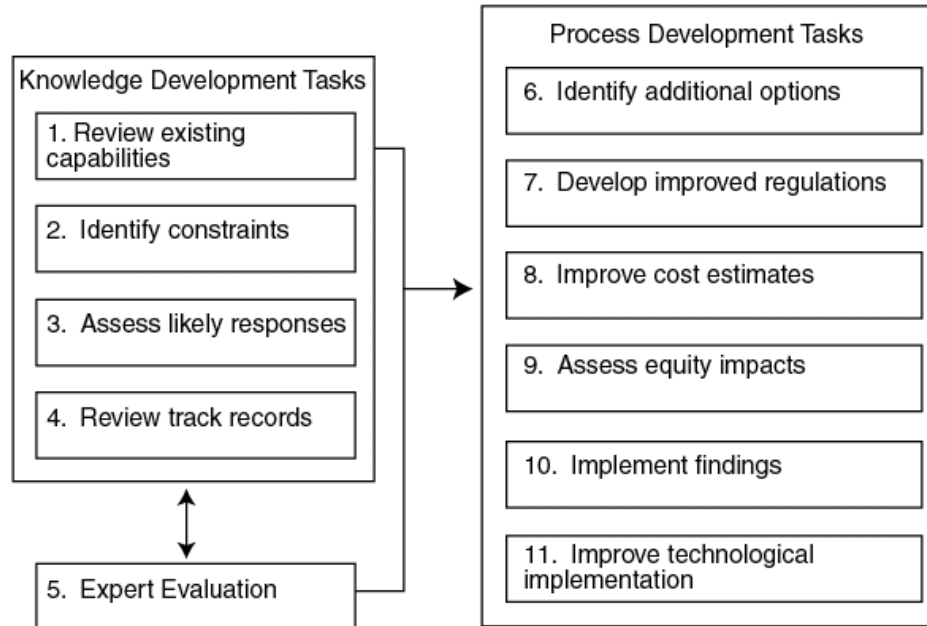 Knowledge Development Tasks
1. Review existing
capabilities
2. Identify constraints
3. Assess likely responses
4. Review track records
5. Expert Evaluation
Process Development Tasks
6. Identify additional options
7. Develop improved regulations
8. Improve cost estimates
9. Assess equity impacts
10. Implement findings
11. Improve technological
implementation